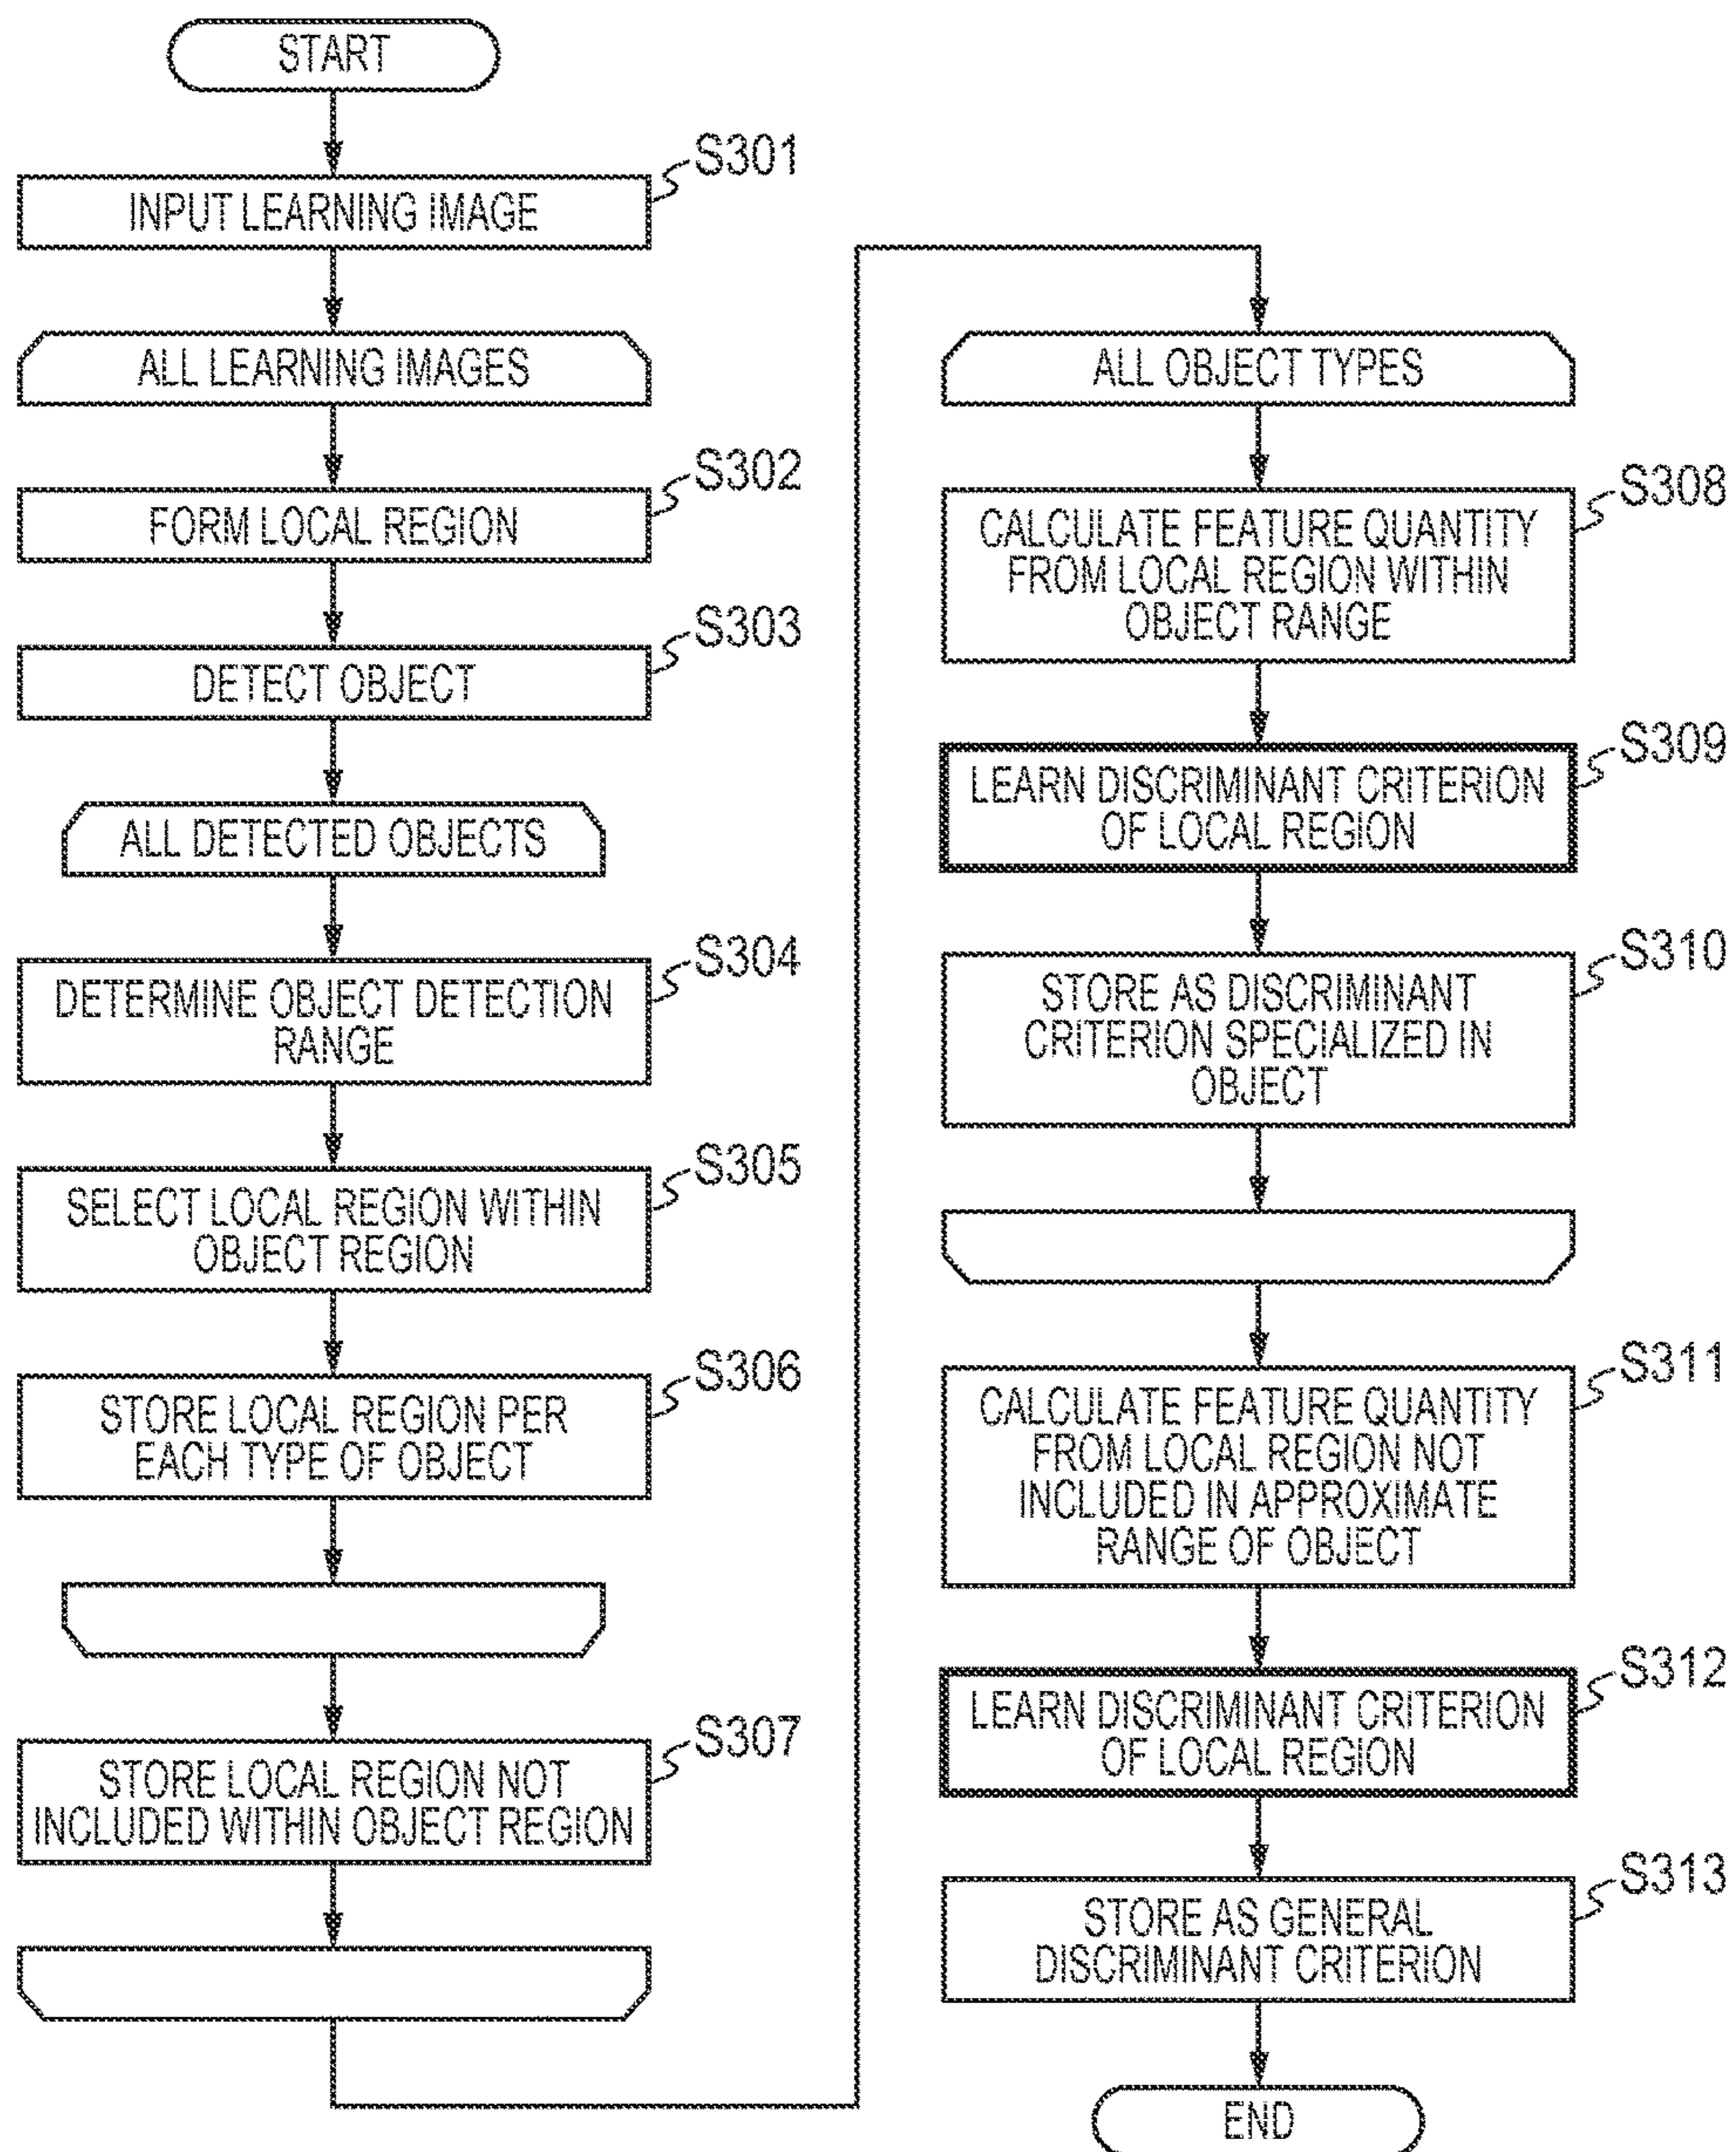 START
S301
INPUT LEARNING IMAGE
ALL LEARNING IMAGES
S302
FORM LOCAL REGION
S303
DETECT OBJECT
ALL DETECTED OBJECTS
S304
DETERMINE OBJECT DETECTION
RANGE
S305
SELECT LOCAL REGION WITHIN
OBJECT REGION
S306
STORE LOCAL REGION PER
EACH TYPE OF OBJECT
S307
STORE LOCAL REGION NOT
INCLUDED WITHIN OBJECT REGION
ALL OBJECT TYPES
S308
CALCULATE FEATURE QUANTITY
FROM LOCAL REGION WITHIN
OBJECT RANGE
S309
LEARN DISCRIMINANT CRITERION
OF LOCAL REGION
S310
STORE AS DISCRIMINANT
CRITERION SPECIALIZED IN
OBJECT
S311
CALCULATE FEATURE QUANTITY
FROM LOCAL REGION NOT
INCLUDED IN APPROXIMATE
RANGE OF OBJECT
S312
LEARN DISCRIMINANT CRITERION
OF LOCAL REGION
S313
STORE AS GENERAL
DISCRIMINANT CRITERION
END